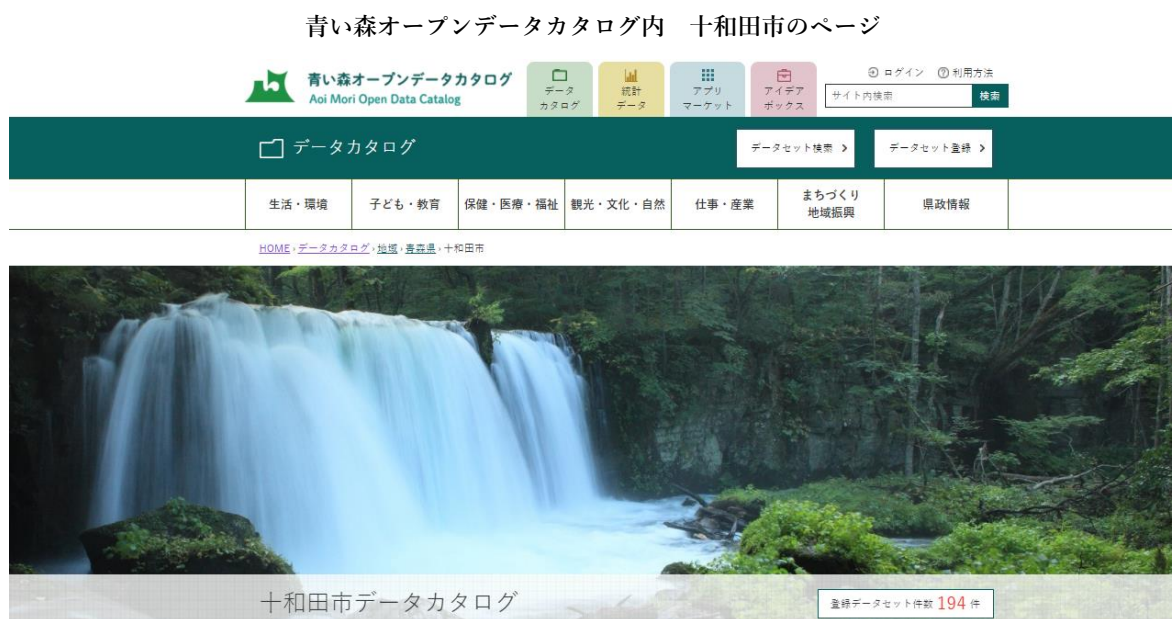 青い森オープンデータカタログ内　十和田市のページ
青い森オープンデータカタログ
Aoi Mori Open Data Catalog
データ
カタログ
統計
データ
アプリ
マーケット
アイデア
ボックス
ログイン
利用方法
サイト内検索
検索
データカタログ
データセット検索
データセット登録
生活・環境
子ども・教育
保健・医療・福祉
観光・文化・自然
仕事・産業
まちづくり
地域振興
県政情報
HOME › データカタログ › 地域 › 青森県 › 十和田市
十和田市データカタログ
登録データセット件数 194 件